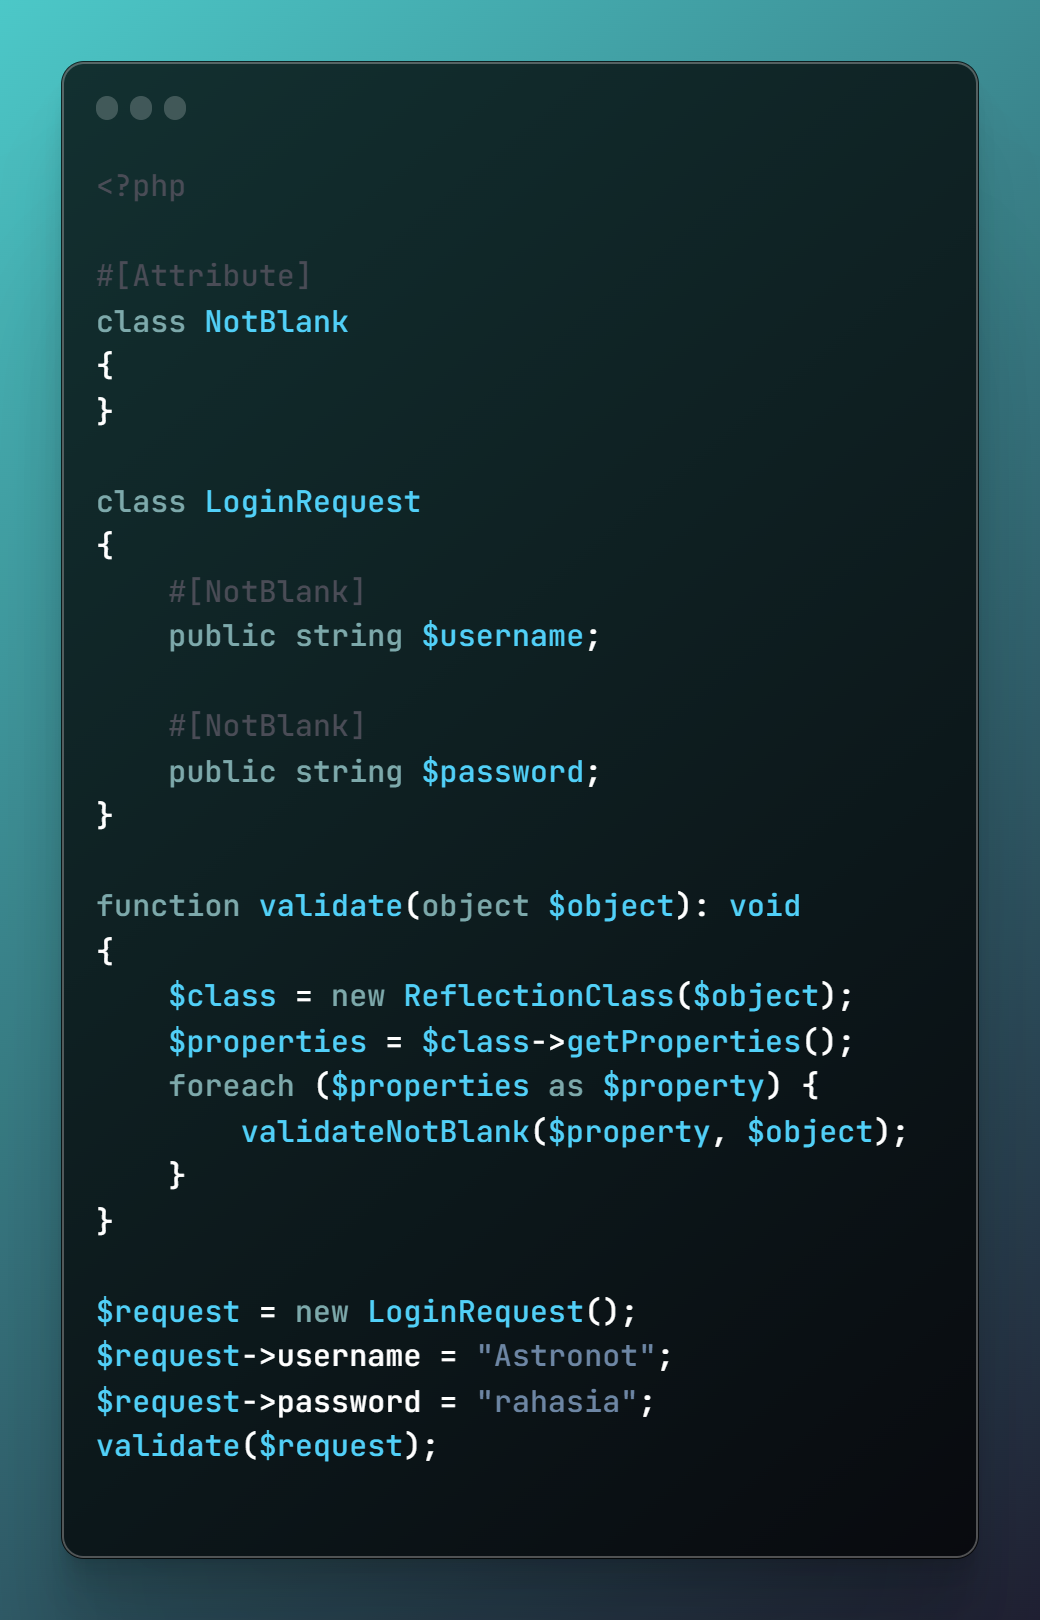 <?php

#[Attribute]
class NotBlank
{
}

class LoginRequest
{
    #[NotBlank]
    public string $username;

    #[NotBlank]
    public string $password;
}

function validate(object $object): void
{
    $class = new ReflectionClass($object);
    $properties = $class->getProperties();
    foreach ($properties as $property) {
        validateNotBlank($property, $object);
    }
}

$request = new LoginRequest();
$request->username = "Astronot";
$request->password = "rahasia";
validate($request);